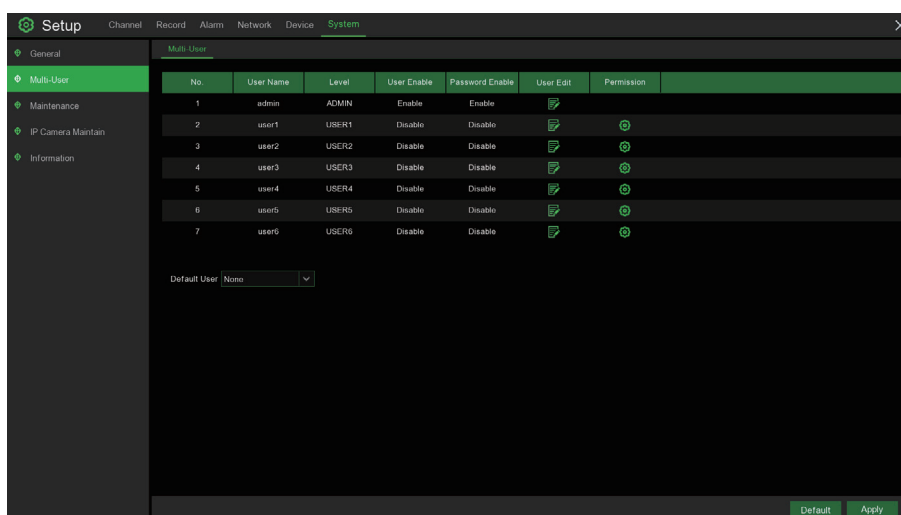 Setup Channel Record Alarm Network Device System
General
Multi-User
Maintenance
IP Camera Maintain
Information
Multi-User
No. User Name Level User Enable Password Enable User Edit Permission
1 admin ADMIN Enable Enable
2 user1 USER1 Disable Disable
3 user2 USER2 Disable Disable
4 user3 USER3 Disable Disable
5 user4 USER4 Disable Disable
6 user5 USER5 Disable Disable
7 user6 USER6 Disable Disable
Default User None
Default Apply